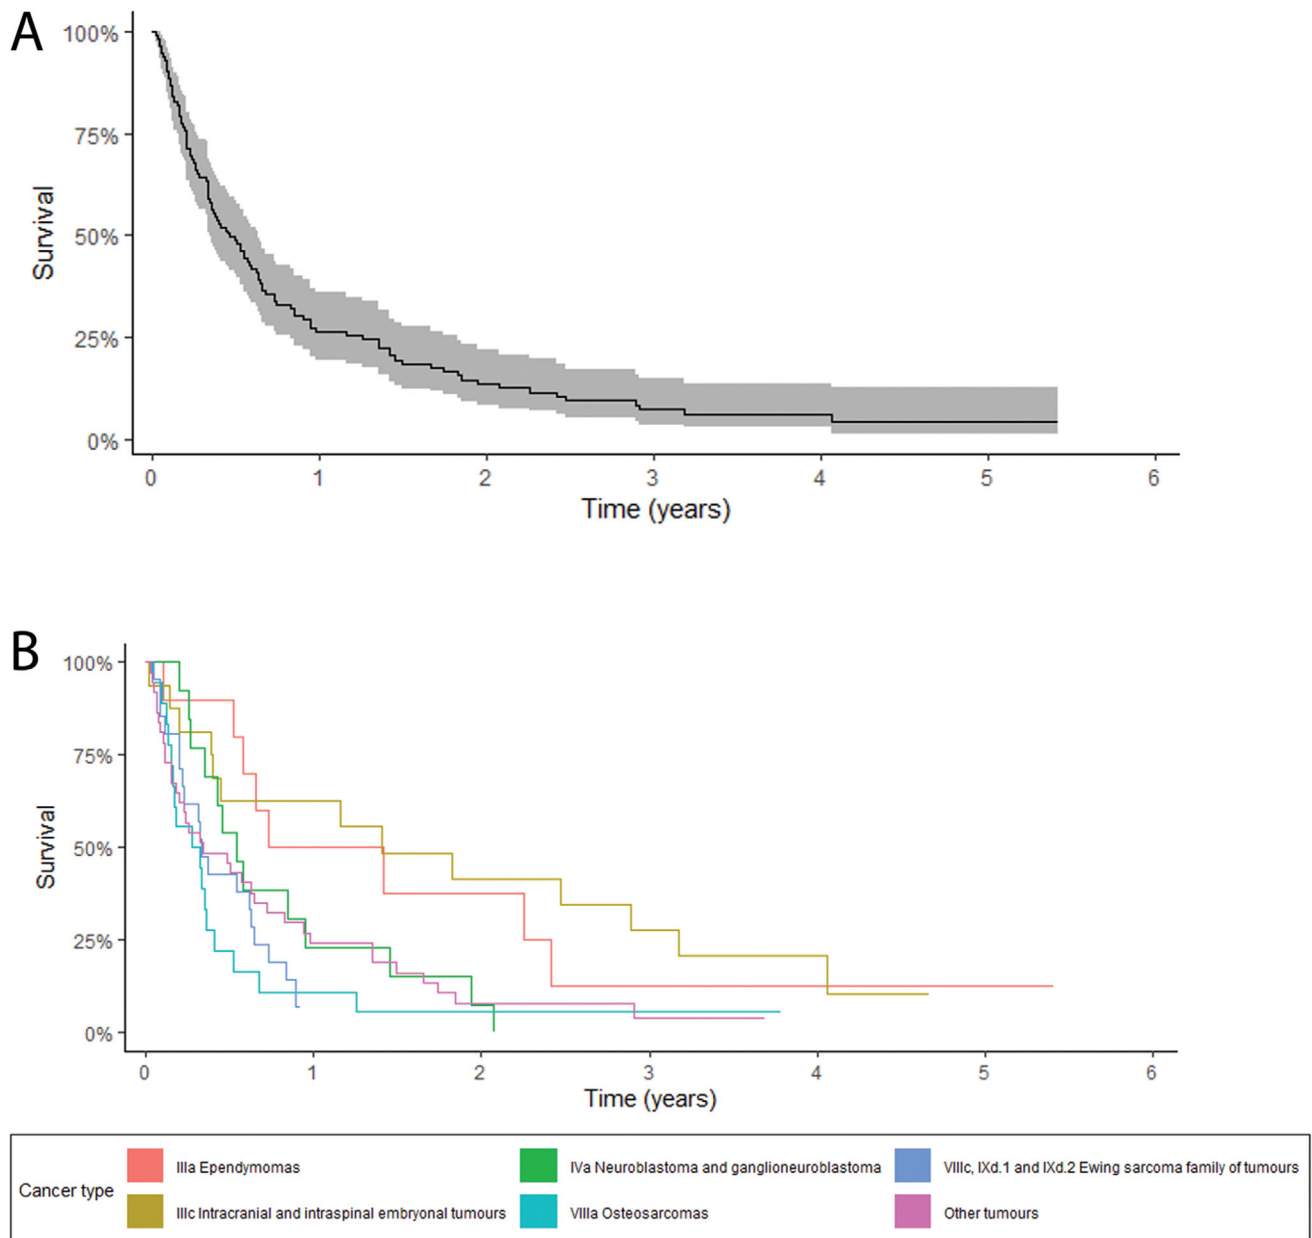 A
100%
75%
50%
25%
0%
Survival
0 1 2 3 4 5 6
Time (years)
B
100%
75%
50%
25%
0%
Survival
0 1 2 3 4 5 6
Time (years)
Cancer type
IIIa Ependymomas
IVa Neuroblastoma and ganglioneuroblastoma
VIIIc, IXd.1 and IXd.2 Ewing sarcoma family of tumours
IIIc Intracranial and intraspinal embryonal tumours
VIIIa Osteosarcomas
Other tumours